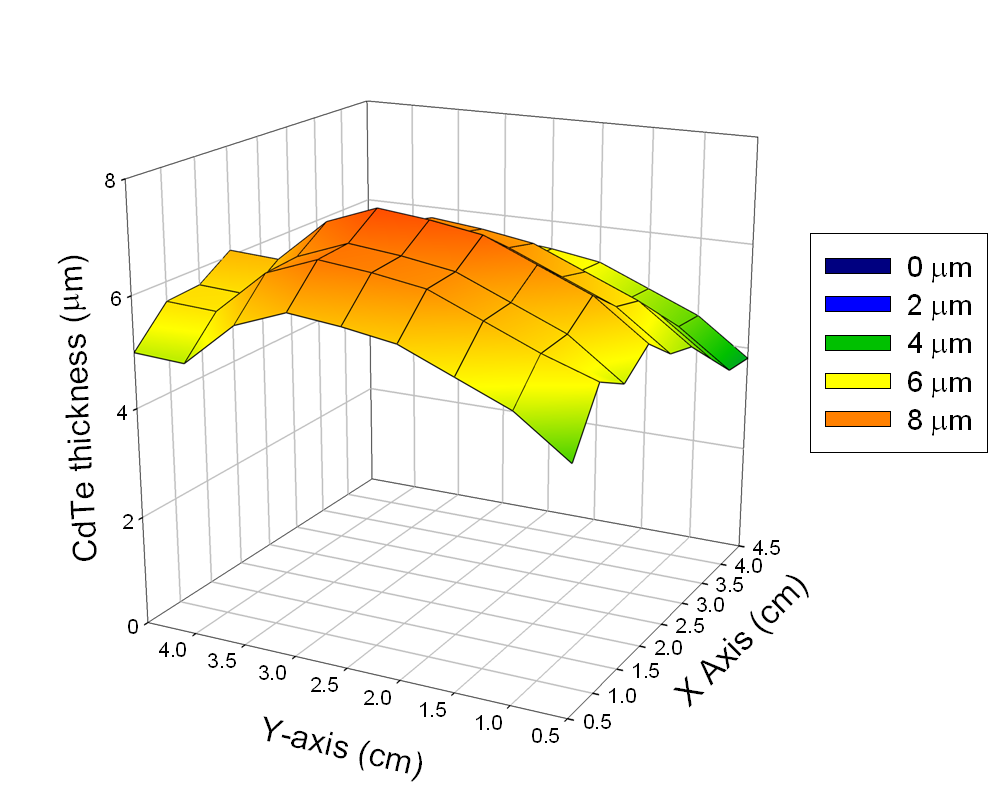 8
6
4
2
0
CdTe thickness (μm)
4.0
3.5
3.0
2.5
2.0
1.5
1.0
0.5
Y-axis (cm)
4.5
4.0
3.5
3.0
2.5
2.0
1.5
1.0
0.5
X Axis (cm)
0 μm
2 μm
4 μm
6 μm
8 μm